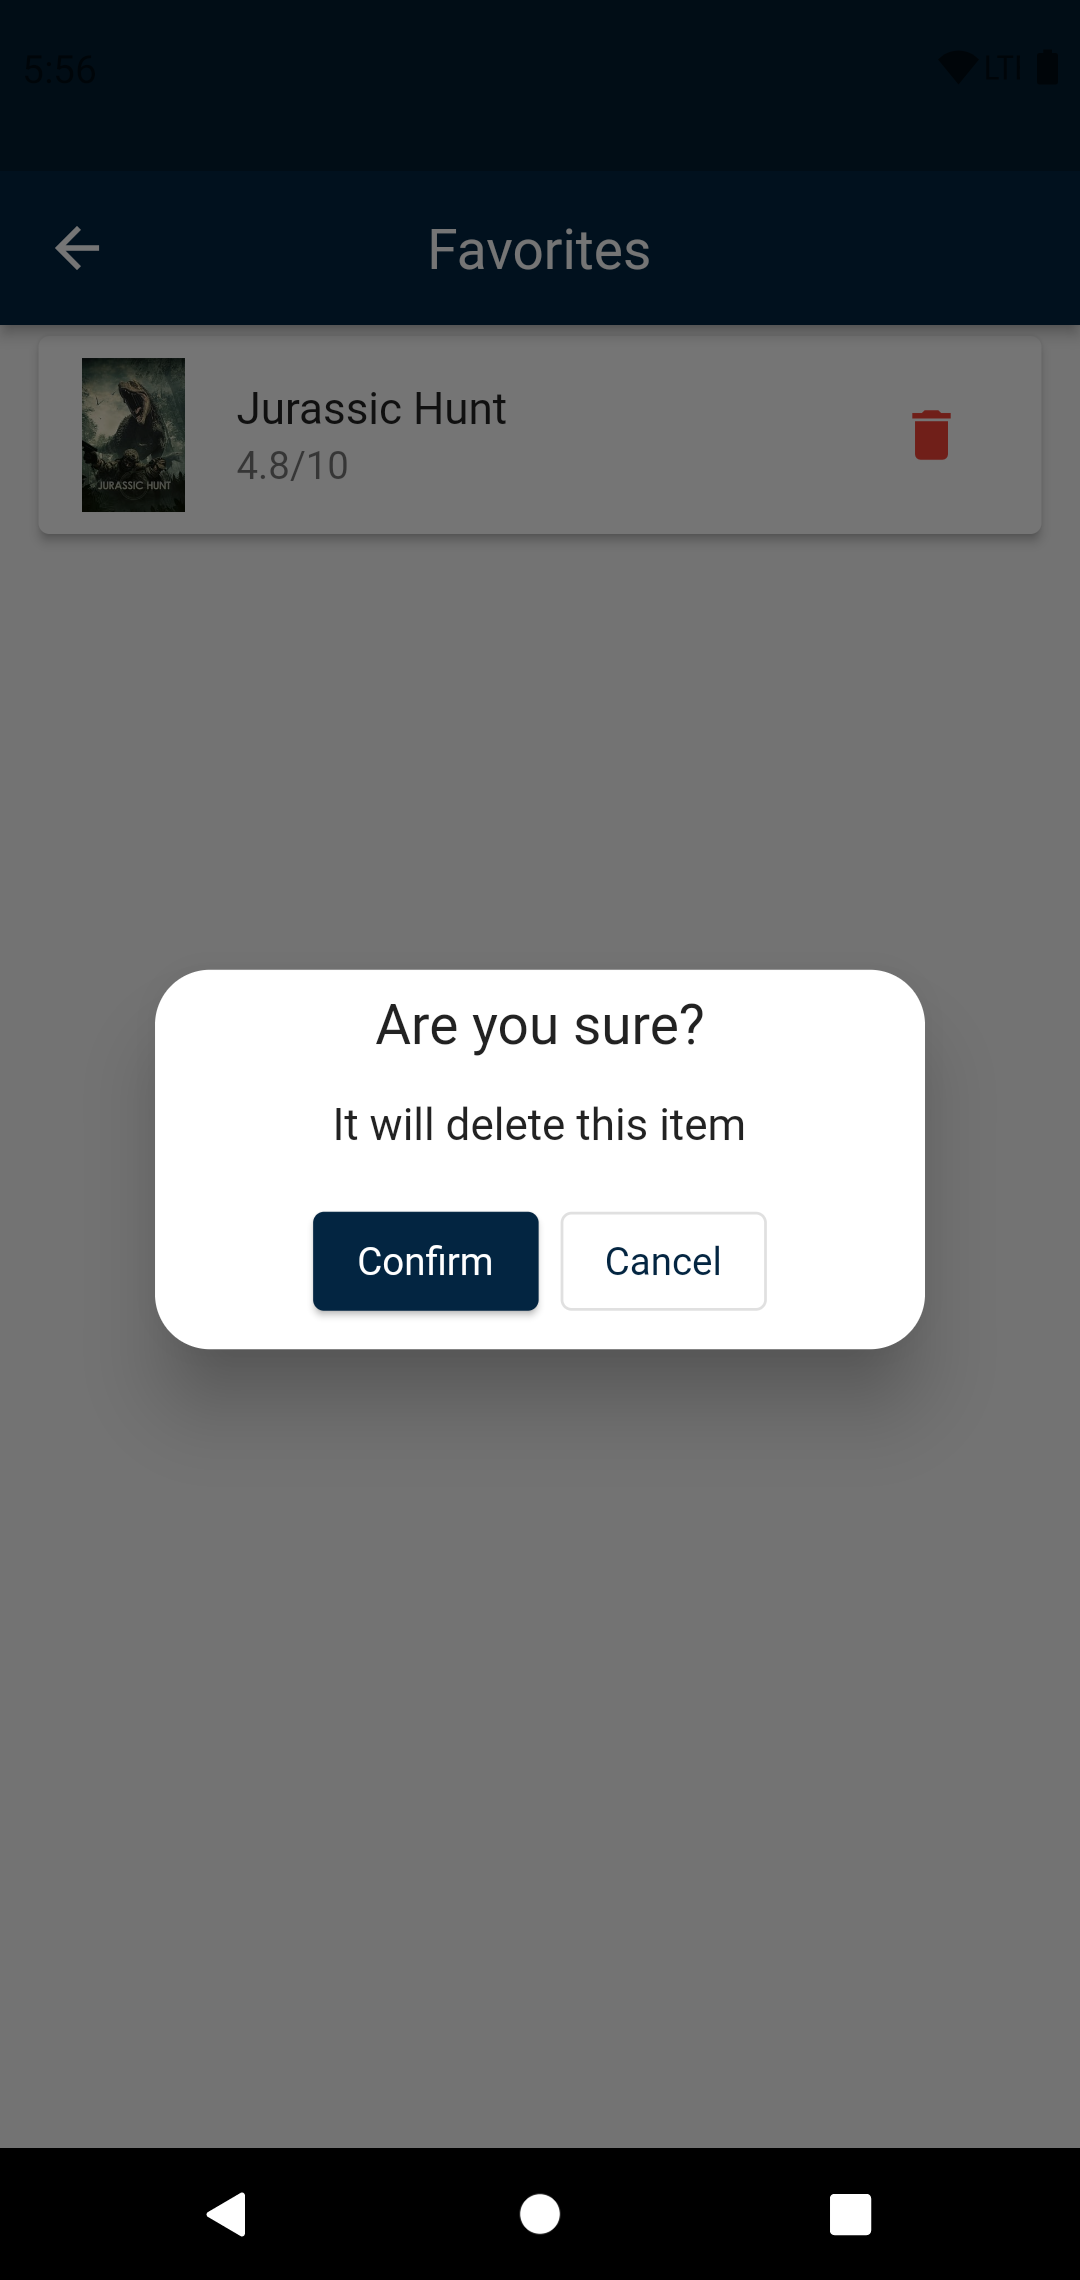 5:56
Favorites
Jurassic Hunt
4.8/10
JURASSIC HUNT
Are you sure?
It will delete this item
Confirm
Cancel